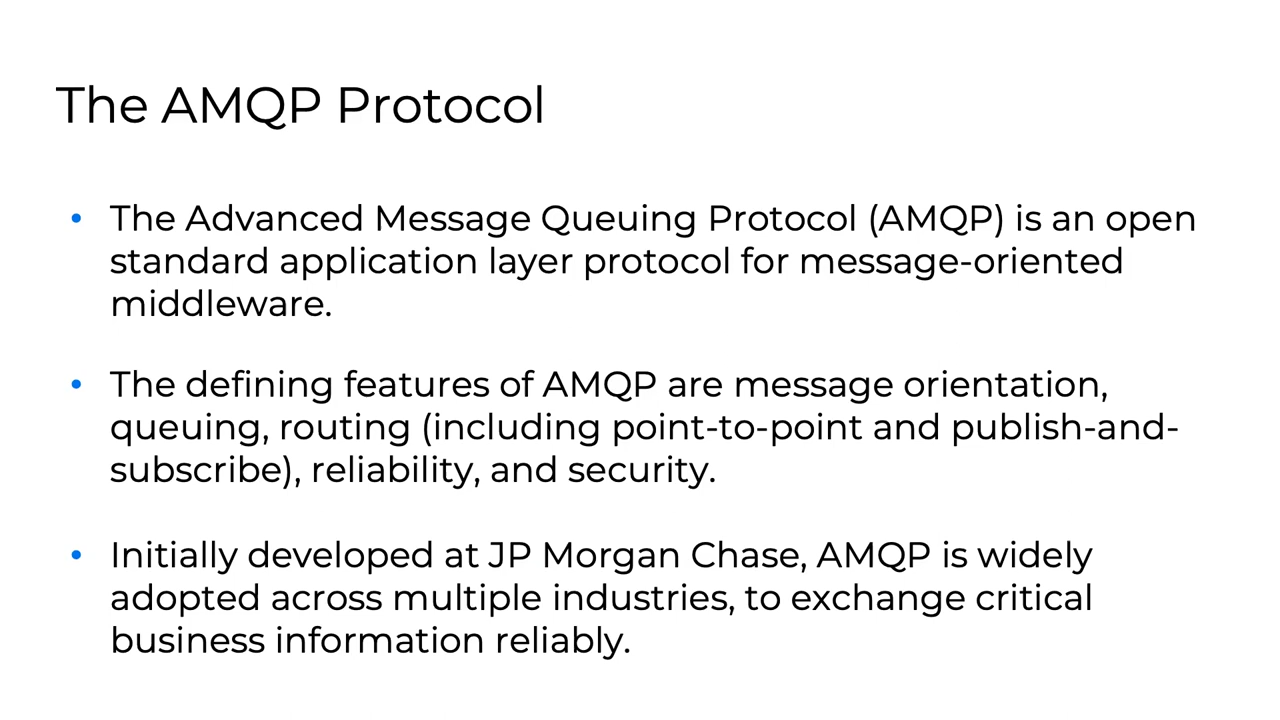 The AMQP Protocol
• The Advanced Message Queuing Protocol (AMQP) is an open
standard application layer protocol for message-oriented
middleware.
• The defining features of AMQP are message orientation,
queuing, routing (including point-to-point and publish-and-
subscribe), reliability, and security.
• Initially developed at JP Morgan Chase, AMQP is widely
adopted across multiple industries, to exchange critical
business information reliably.